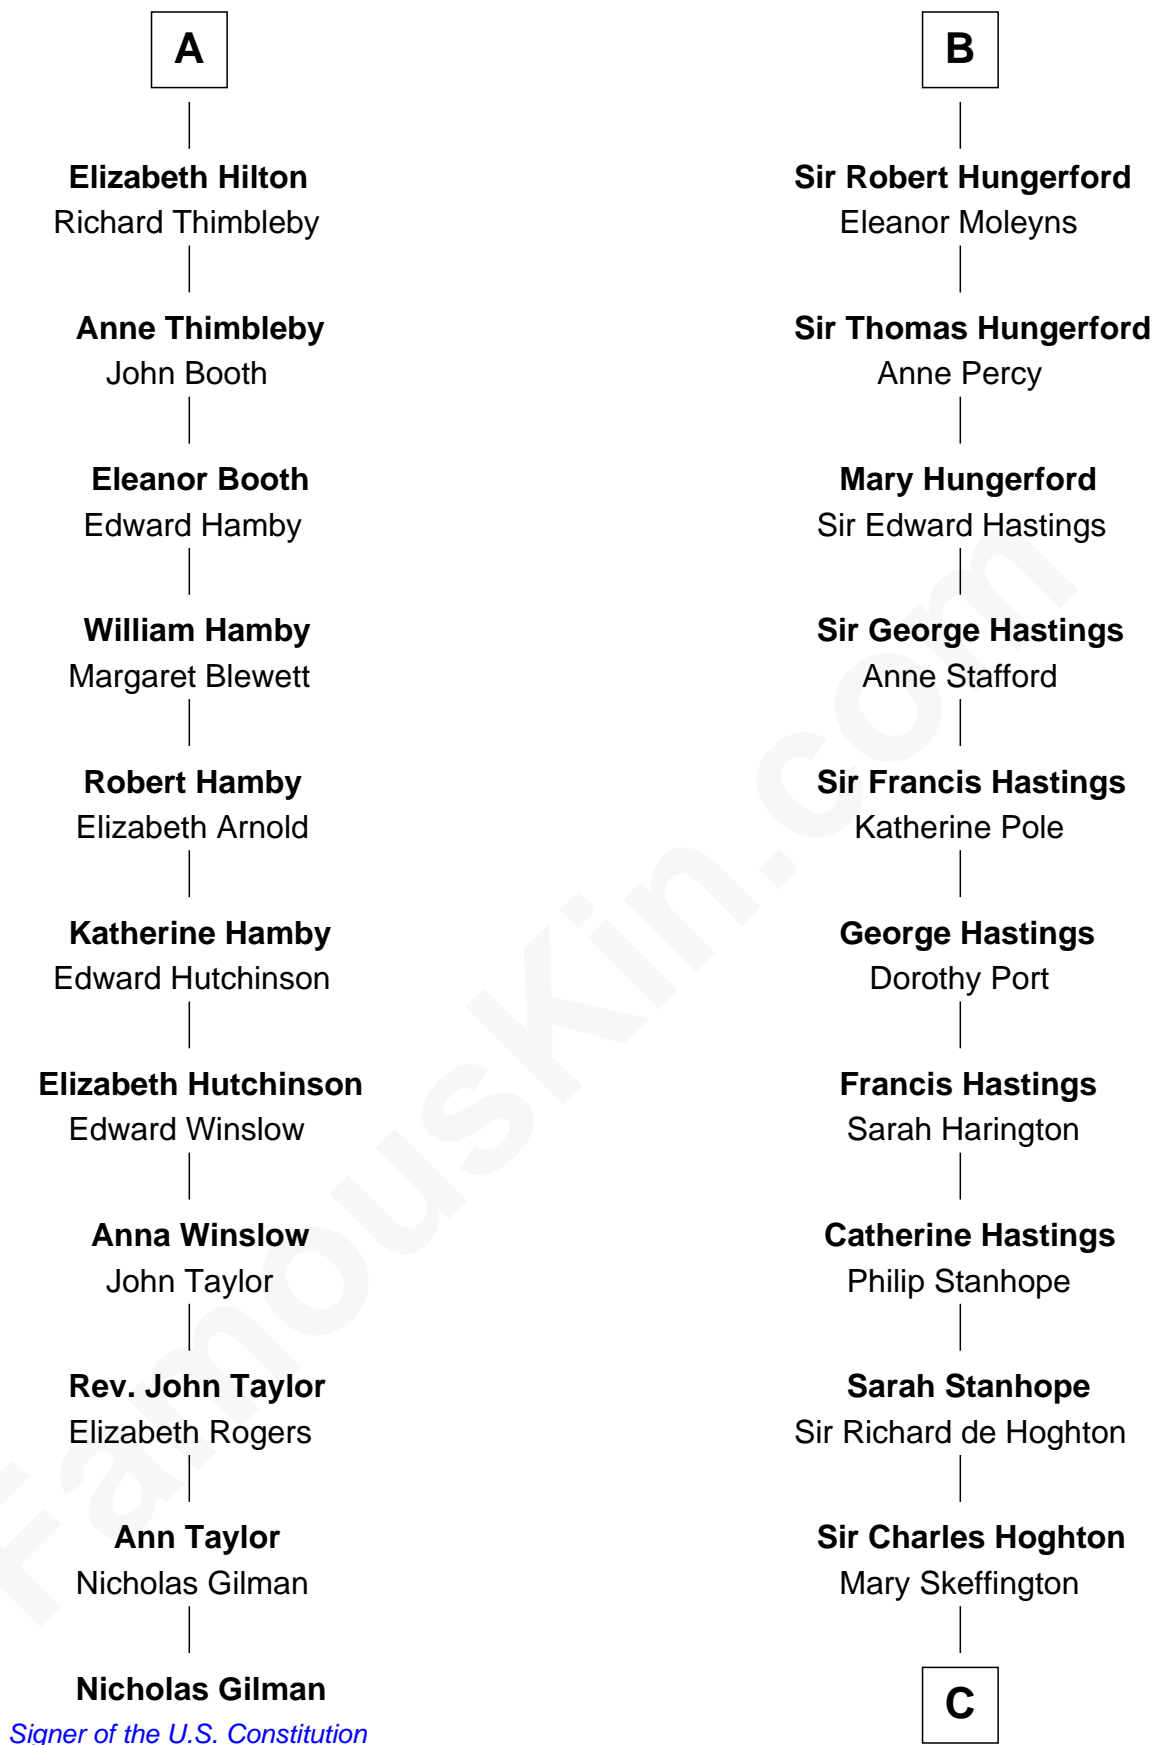 A
Elizabeth Hilton
Richard Thimbleby
Anne Thimbleby
John Booth
Eleanor Booth
Edward Hamby
William Hamby
Margaret Blewett
Robert Hamby
Elizabeth Arnold
Katherine Hamby
Edward Hutchinson
Elizabeth Hutchinson
Edward Winslow
Anna Winslow
John Taylor
Rev. John Taylor
Elizabeth Rogers
Ann Taylor
Nicholas Gilman
Nicholas Gilman
Signer of the U.S. Constitution
B
Sir Robert Hungerford
Eleanor Moleyns
Sir Thomas Hungerford
Anne Percy
Mary Hungerford
Sir Edward Hastings
Sir George Hastings
Anne Stafford
Sir Francis Hastings
Katherine Pole
George Hastings
Dorothy Port
Francis Hastings
Sarah Harington
Catherine Hastings
Philip Stanhope
Sarah Stanhope
Sir Richard de Hoghton
Sir Charles Hoghton
Mary Skeffington
C
FamousKin.com